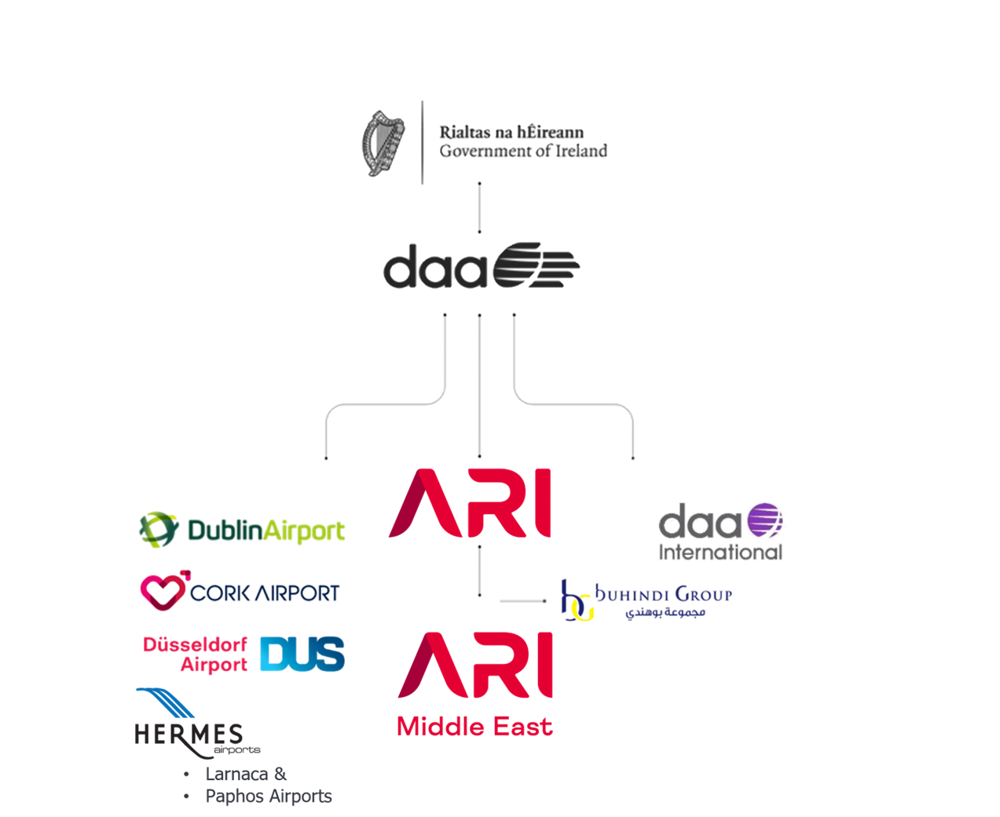 Rialtas na hÉireann
Government of Ireland
daa
ARI
DublinAirport
daa
International
CORK AIRPORT
bg BUHINDI GROUP
مجموعة بوهندي
Düsseldorf
Airport
DUS
ARI
Middle East
HERMES
airports
• Larnaca &
• Paphos Airports